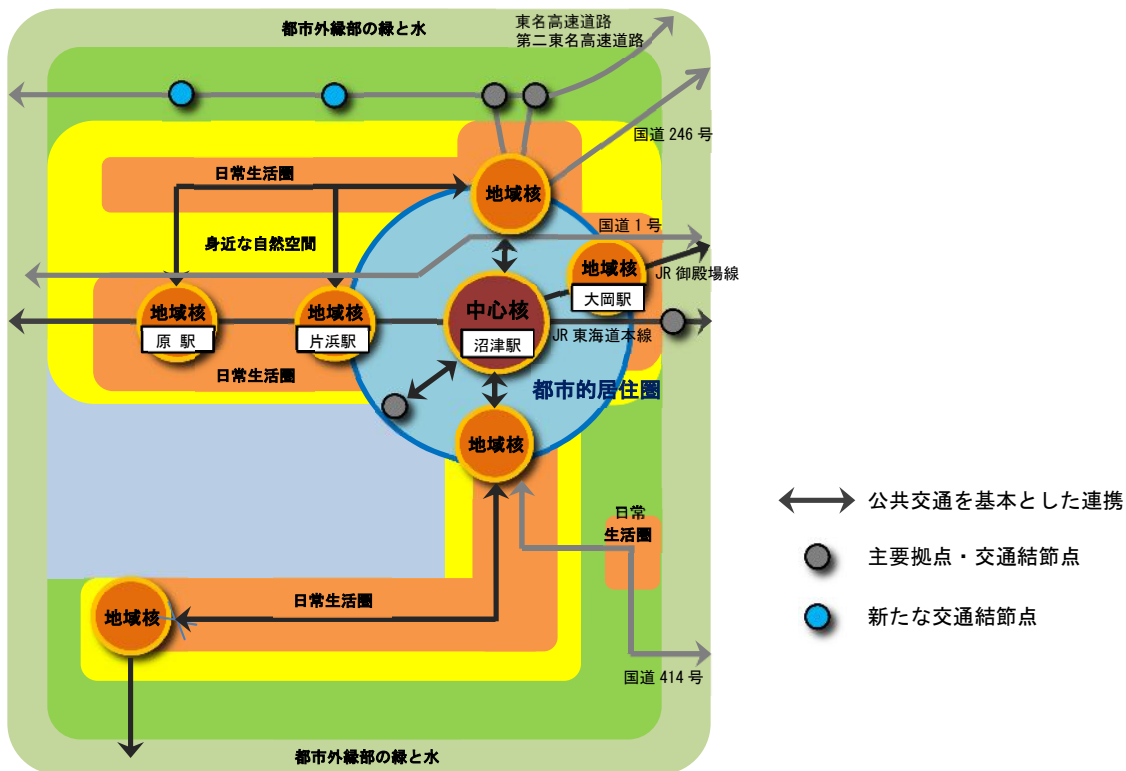 東名高速道路
第二東名高速道路
都市外縁部の緑と水
国道 246 号
日常生活圏
地域核
国道 1 号
身近な自然空間
地域核
JR 御殿場線
大岡駅
地域核
原 駅
地域核
片浜駅
中心核
沼津駅
JR 東海道本線
日常生活圏
都市的居住圏
地域核
日常
生活圏
日常生活圏
地域核
国道 414 号
都市外縁部の緑と水
公共交通を基本とした連携
主要拠点・交通結節点
新たな交通結節点